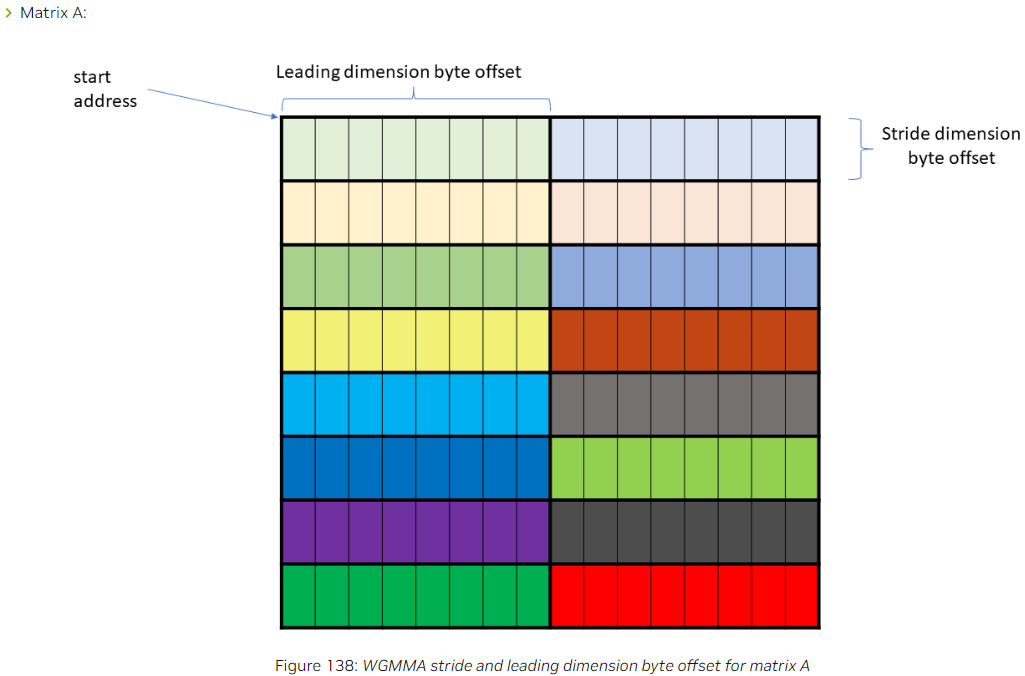 > Matrix A:
Leading dimension byte offset
start
address
Stride dimension
byte offset
Figure 138: WGMMA stride and leading dimension byte offset for matrix A